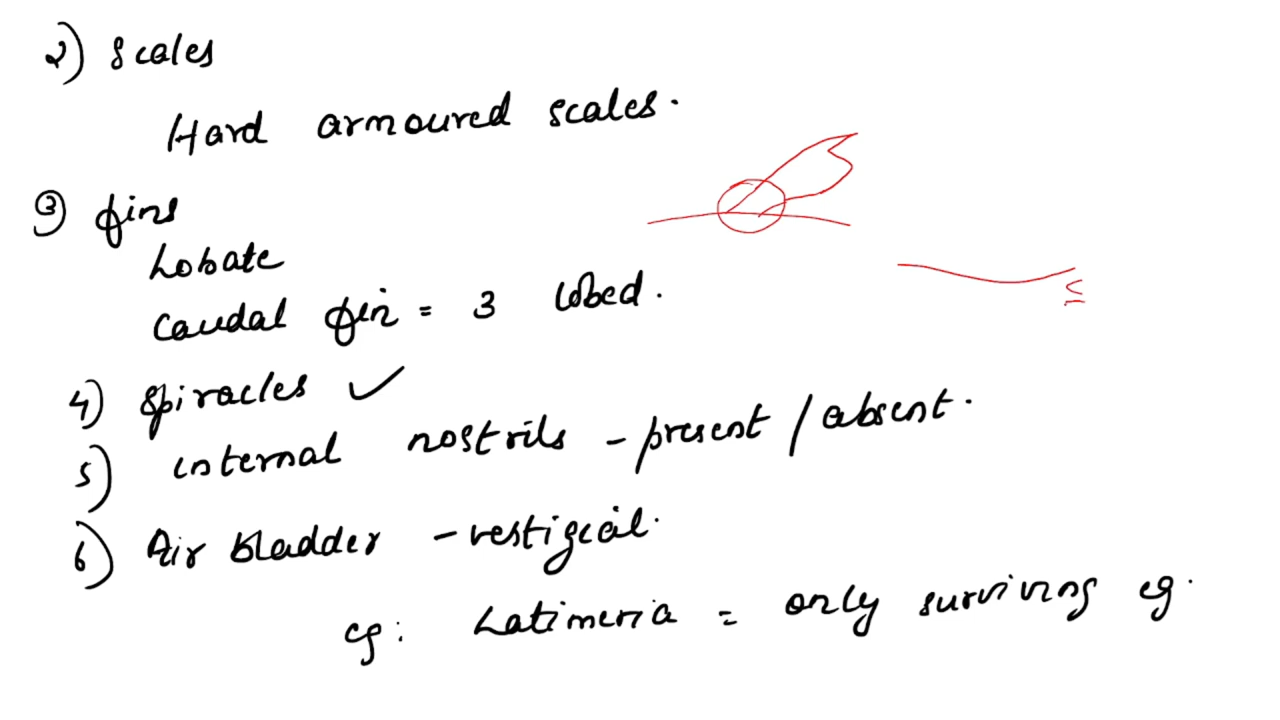 2) Scales
Hard armoured scales.
③ fins
Lobate
Caudal fin = 3 lobed.
4) Spiracles ✓
5) internal nostrils - present / absent.
6) Air bladder - vestigeal.
eg: Latimeria = only surviving eg.